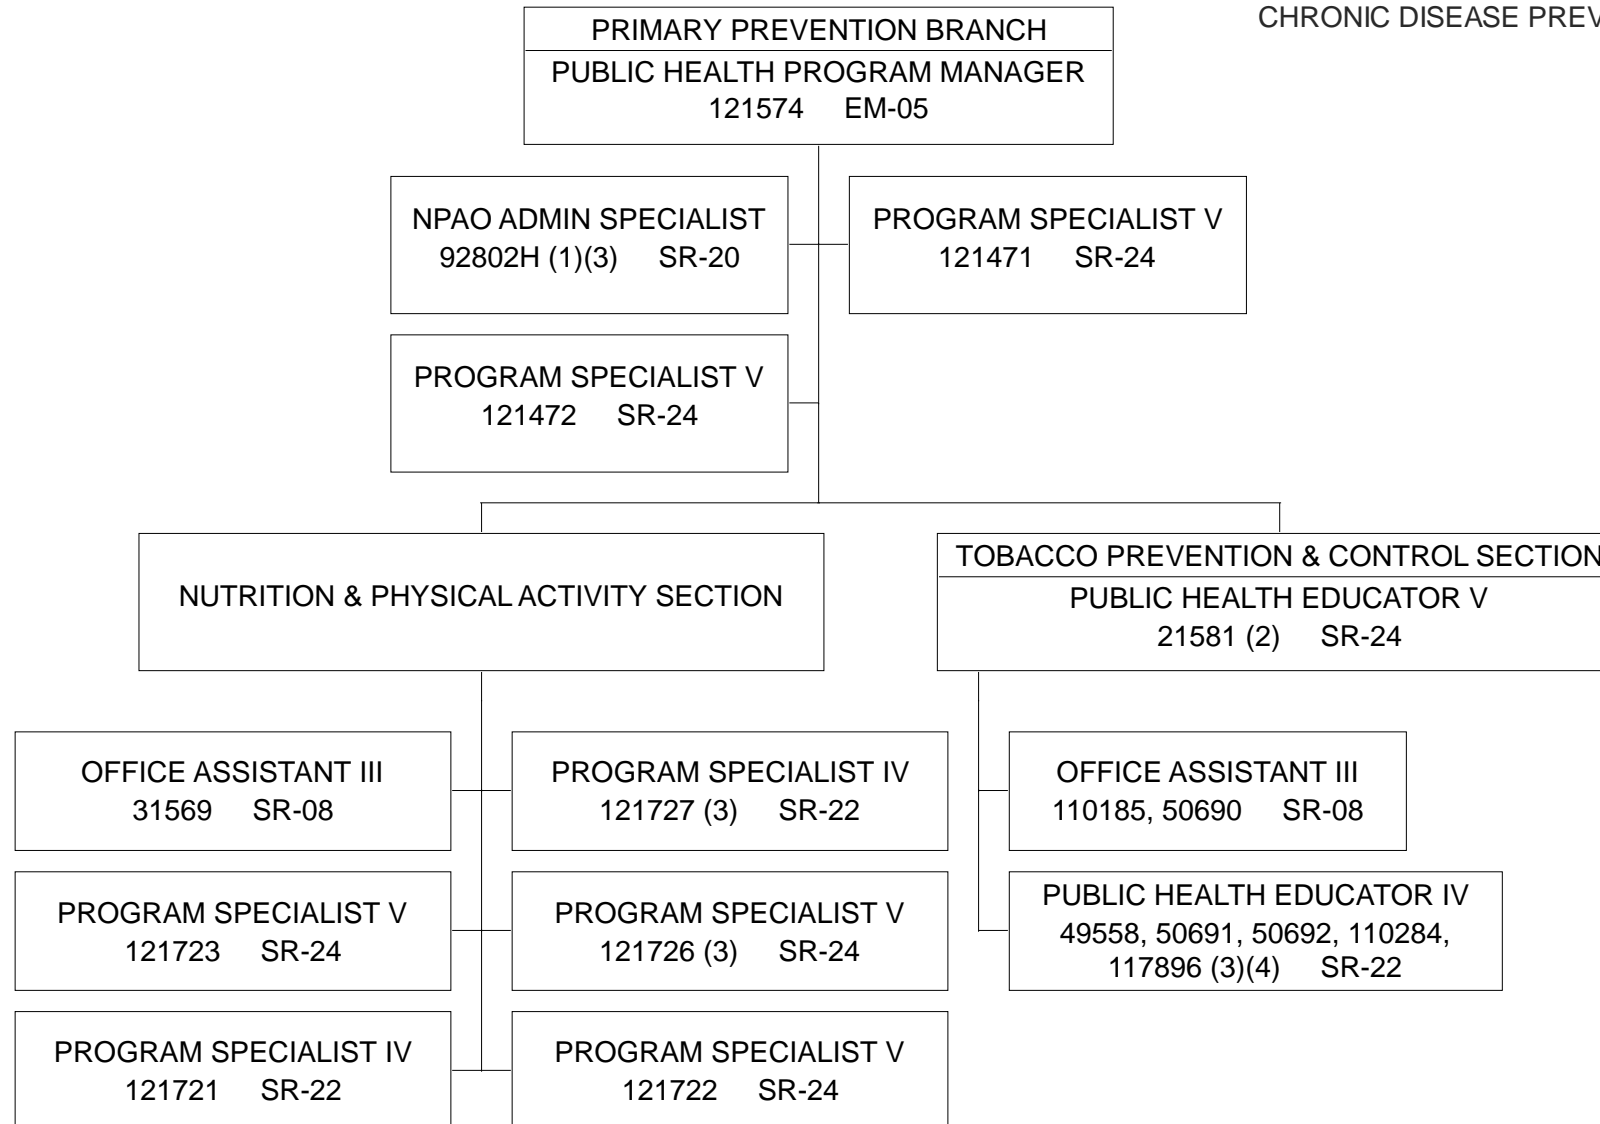 CHRONIC DISEASE PREV
PRIMARY PREVENTION BRANCH
PUBLIC HEALTH PROGRAM MANAGER
121574 EM-05
NPAO ADMIN SPECIALIST
92802H (1)(3) SR-20
PROGRAM SPECIALIST V
121471 SR-24
PROGRAM SPECIALIST V
121472 SR-24
NUTRITION & PHYSICAL ACTIVITY SECTION
TOBACCO PREVENTION & CONTROL SECTION
PUBLIC HEALTH EDUCATOR V
21581 (2) SR-24
OFFICE ASSISTANT III
31569 SR-08
PROGRAM SPECIALIST IV
121727 (3) SR-22
OFFICE ASSISTANT III
110185, 50690 SR-08
PROGRAM SPECIALIST V
121723 SR-24
PROGRAM SPECIALIST V
121726 (3) SR-24
PUBLIC HEALTH EDUCATOR IV
49558, 50691, 50692, 110284,
117896 (3)(4) SR-22
PROGRAM SPECIALIST IV
121721 SR-22
PROGRAM SPECIALIST V
121722 SR-24